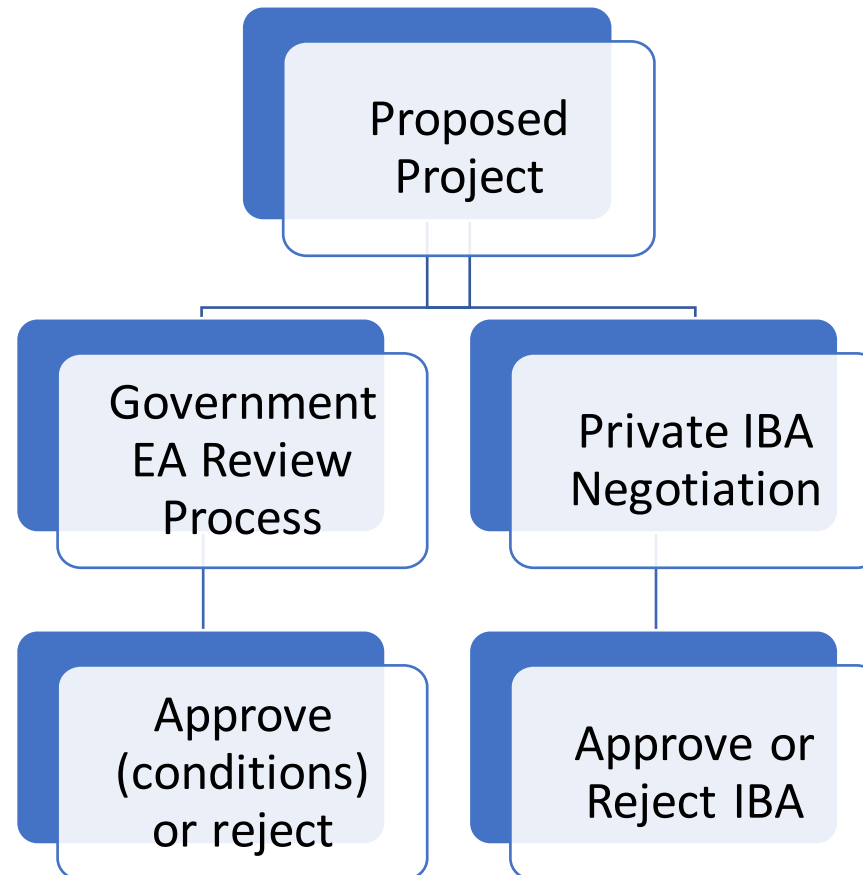 Proposed
Project
Government
EA Review
Process
Private IBA
Negotiation
Approve
(conditions)
or reject
Approve or
Reject IBA